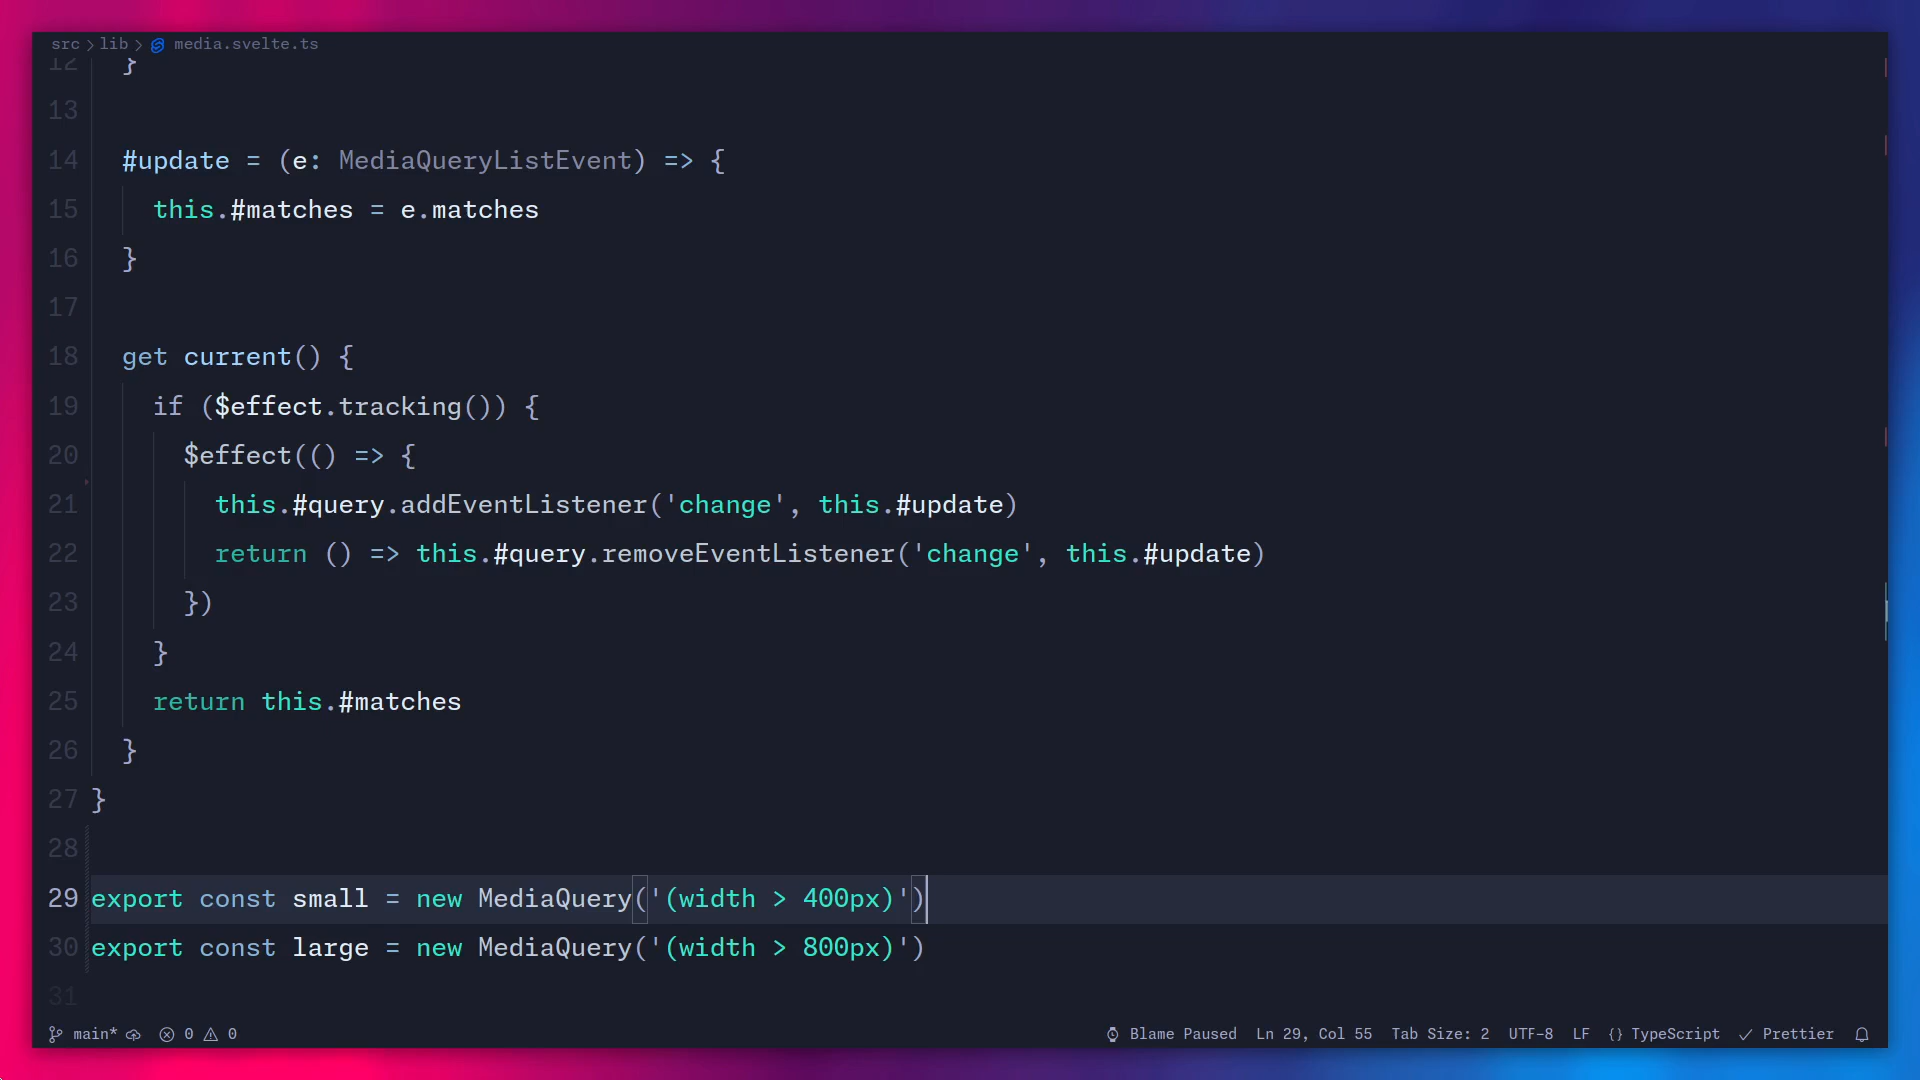 src > lib > media.svelte.ts
12 }
13
14 #update = (e: MediaQueryListEvent) => {
15 this.#matches = e.matches
16 }
17
18 get current() {
19 if ($effect.tracking()) {
20 $effect(() => {
21 this.#query.addEventListener('change', this.#update)
22 return () => this.#query.removeEventListener('change', this.#update)
23 })
24 }
25 return this.#matches
26 }
27 }
28
29 export const small = new MediaQuery('(width > 400px)')
30 export const large = new MediaQuery('(width > 800px)')
31
main* 0 0 Blame Paused Ln 29, Col 55 Tab Size: 2 UTF-8 LF {} TypeScript ✓ Prettier